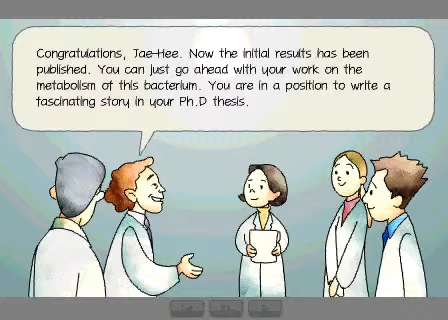 Congratulations, Jae-Hee. Now the initial results has been
published. You can just go ahead with your work on the
metabolism of this bacterium. You are in a position to write a
fascinating story in your Ph.D thesis.